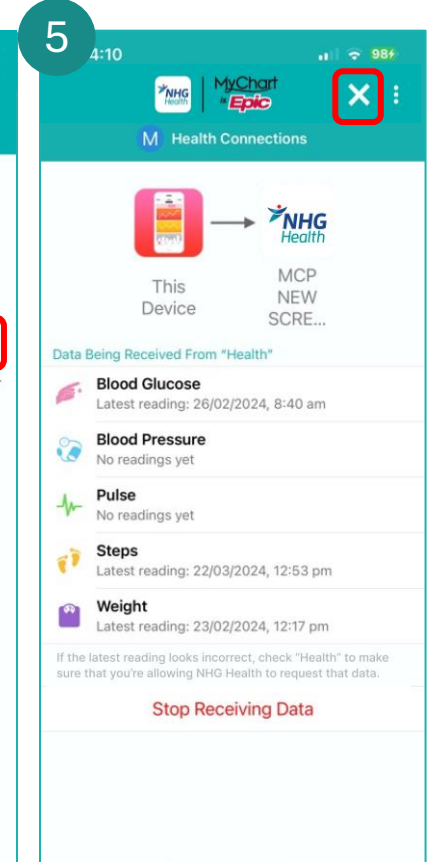 5
4:10
98
NHG
Health
MyChart
Epic
M Health Connections
This
Device
NHG
Health
MCP
NEW
SCRE...
Data Being Received From "Health"
Blood Glucose
Latest reading: 26/02/2024, 8:40 am
Blood Pressure
No readings yet
Pulse
No readings yet
Steps
Latest reading: 22/03/2024, 12:53 pm
Weight
Latest reading: 23/02/2024, 12:17 pm
If the latest reading looks incorrect, check "Health" to make
sure that you're allowing NHG Health to request that data.
Stop Receiving Data